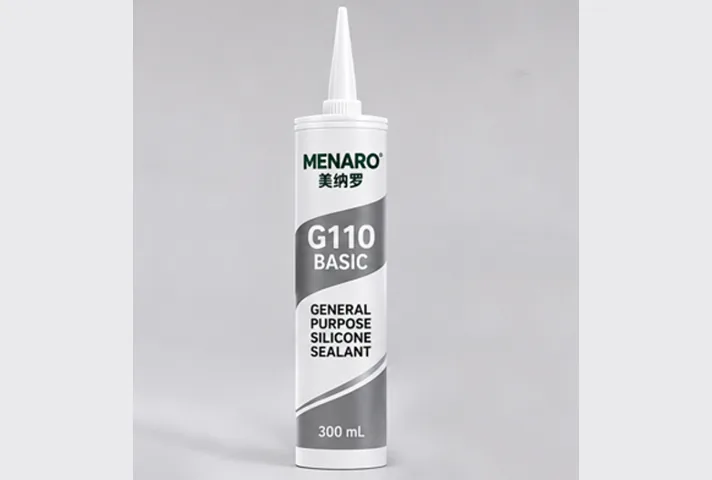 MENARO®
美纳罗
G110
BASIC
GENERAL
PURPOSE
SILICONE
SEALANT
300 mL